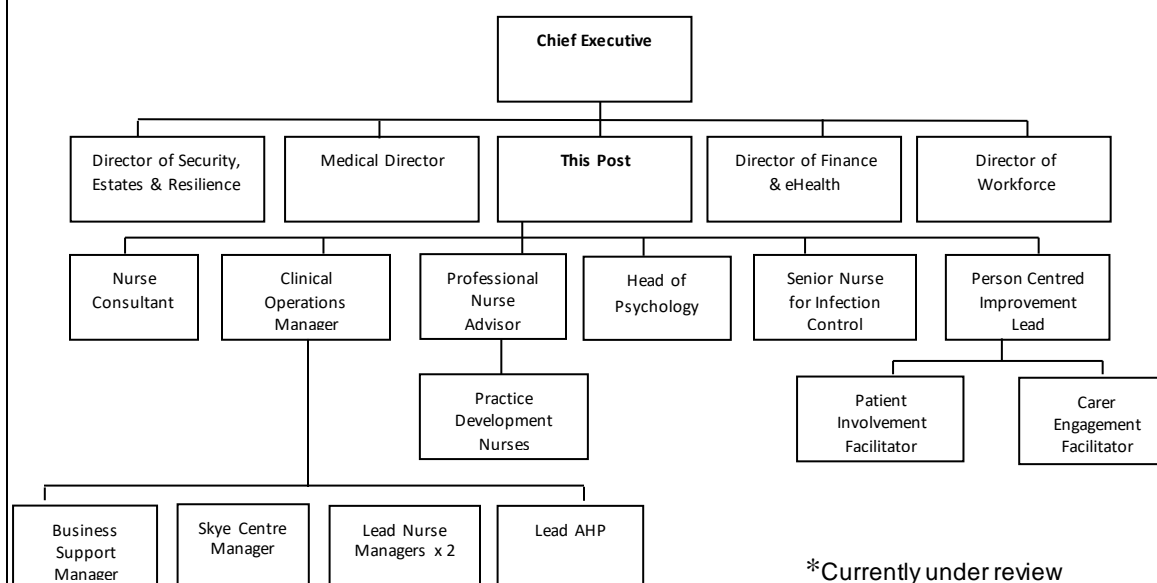 Chief Executive
Director of Security,
Estates & Resilience
Medical Director
This Post
Director of Finance
& eHealth
Director of
Workforce
Nurse
Consultant
Clinical
Operations
Manager
Professional
Nurse
Advisor
Head of
Psychology
Senior Nurse
for Infection
Control
Person Centred
Improvement
Lead
Practice
Development
Nurses
Patient
Involvement
Facilitator
Carer
Engagement
Facilitator
Business
Support
Manager
Skye Centre
Manager
Lead Nurse
Managers x 2
Lead AHP
*Currently under review